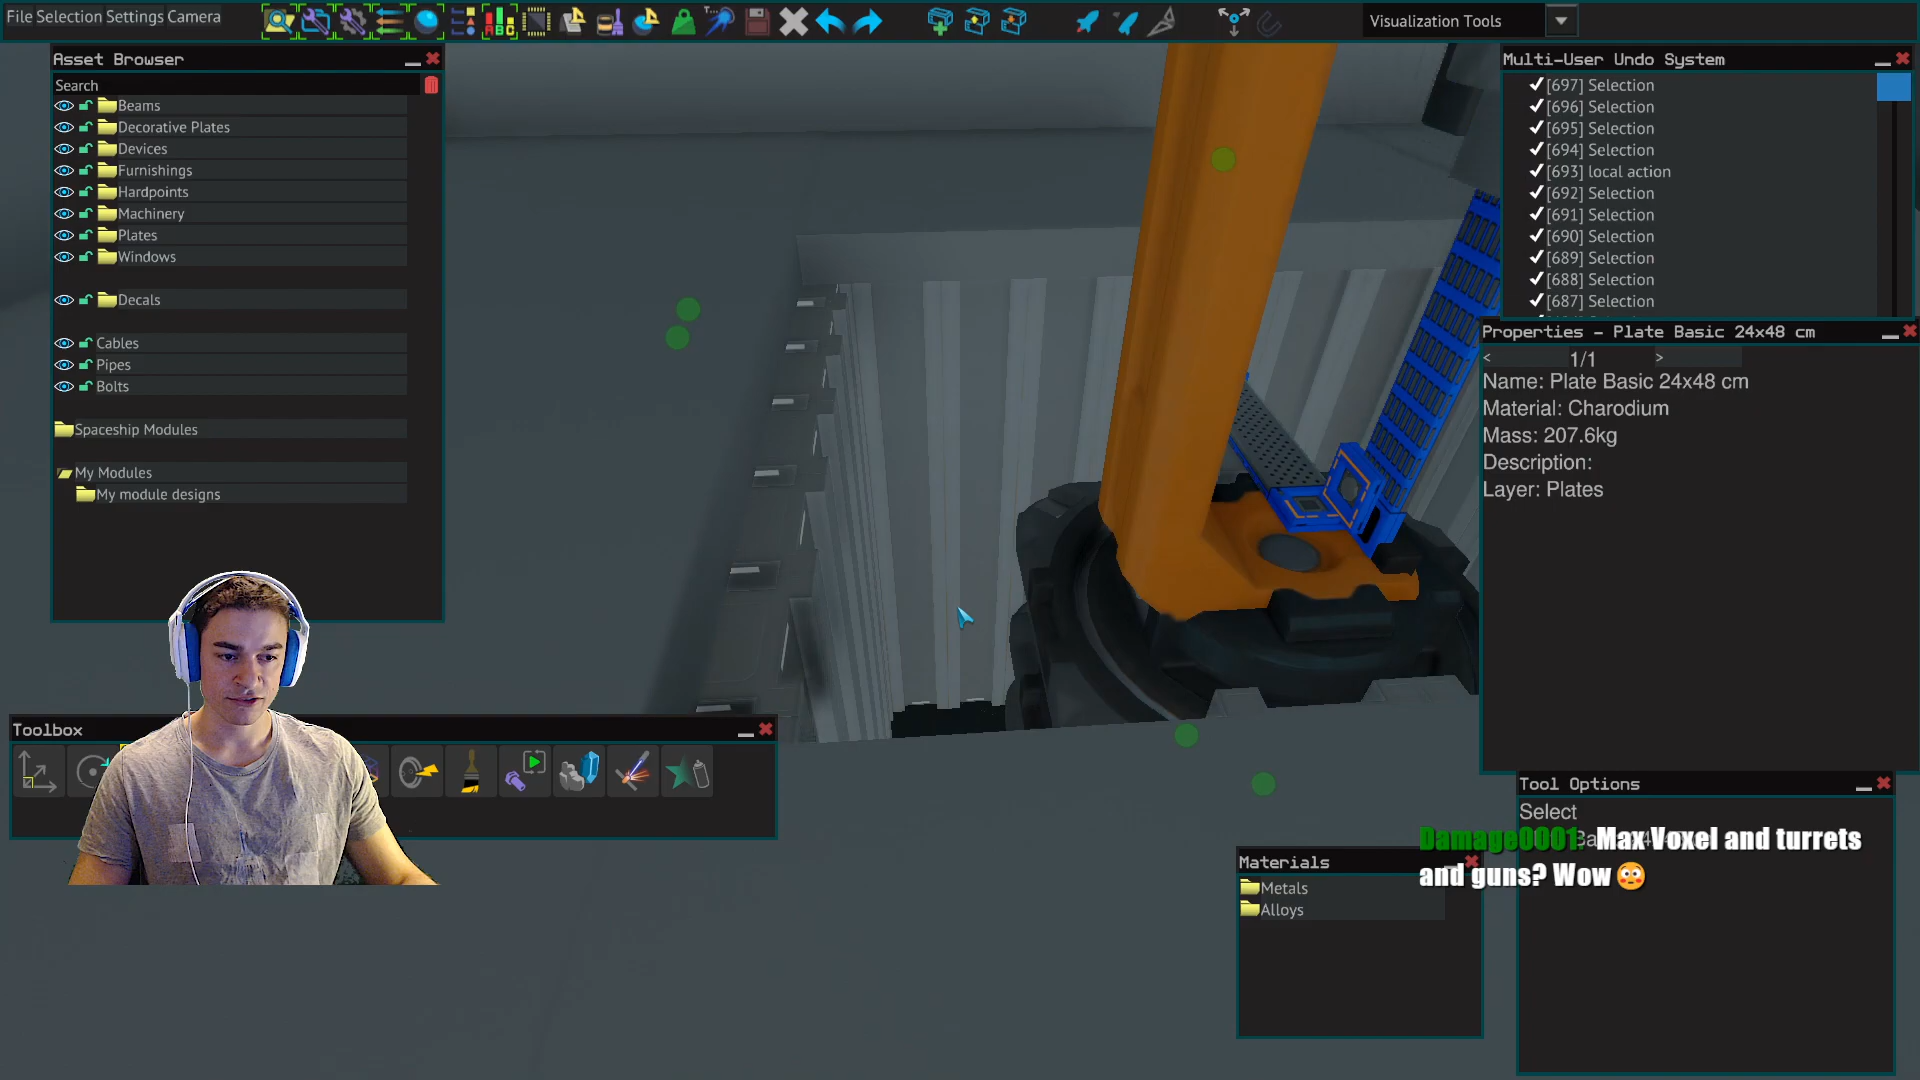 File Selection Settings Camera
Visualization Tools
Asset Browser
Search
Beams
Decorative Plates
Devices
Furnishings
Hardpoints
Machinery
Plates
Windows
Decals
Cables
Pipes
Bolts
Spaceship Modules
My Modules
My module designs
Toolbox
Multi-User Undo System
[697] Selection
[696] Selection
[695] Selection
[694] Selection
[693] local action
[692] Selection
[691] Selection
[690] Selection
[689] Selection
[688] Selection
[687] Selection
Properties - Plate Basic 24x48 cm
< 1/1 >
Name: Plate Basic 24x48 cm
Material: Charodium
Mass: 207.6kg
Description:
Layer: Plates
Tool Options
Select
Damage0001: Max Voxel and turrets
and guns? Wow 😳
Materials
Metals
Alloys